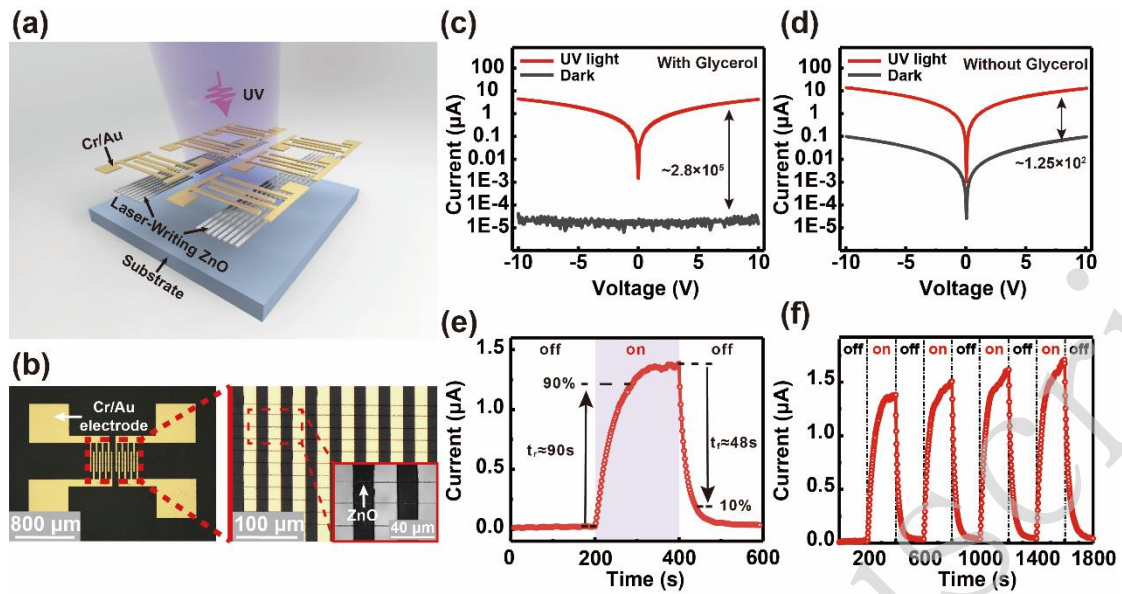 (a)
UV
Cr/Au
Laser-Writing ZnO
Substrate
(b)
Cr/Au
electrode
800 μm
100 μm
ZnO
40 μm
(c)
UV light
Dark
With Glycerol
100
10
1
0.1
0.01
1E-3
1E-4
1E-5
~2.8×10⁵
Current (μA)
-10 -5 0 5 10
Voltage (V)
(d)
UV light
Dark
Without Glycerol
100
10
1
0.1
0.01
1E-3
1E-4
1E-5
~1.25×10²
Current (μA)
-10 -5 0 5 10
Voltage (V)
(e)
off on off
1.5
1.0
0.5
0.0
90%
tᵣ≈90s
t_f≈48s
10%
Current (μA)
0 200 400 600
Time (s)
(f)
off on off on off on off on off
1.5
1.0
0.5
0.0
Current (μA)
200 600 1000 1400 1800
Time (s)